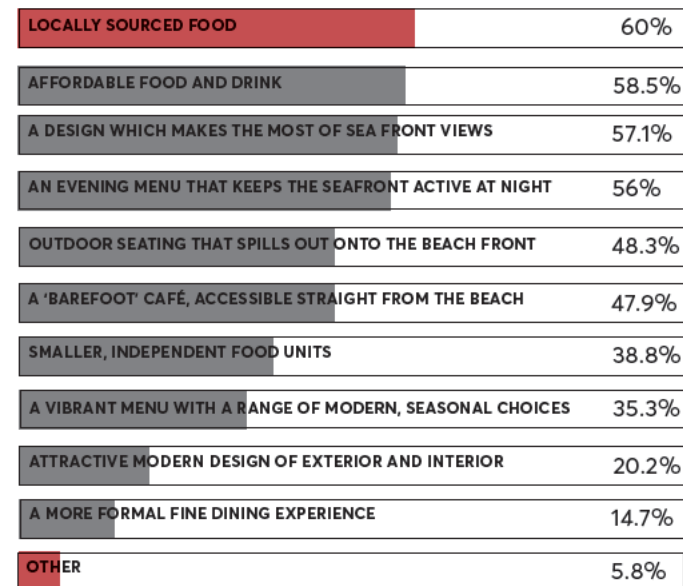 LOCALLY SOURCED FOOD 60%
AFFORDABLE FOOD AND DRINK 58.5%
A DESIGN WHICH MAKES THE MOST OF SEA FRONT VIEWS 57.1%
AN EVENING MENU THAT KEEPS THE SEAFRONT ACTIVE AT NIGHT 56%
OUTDOOR SEATING THAT SPILLS OUT ONTO THE BEACH FRONT 48.3%
A ‘BAREFOOT’ CAFÉ, ACCESSIBLE STRAIGHT FROM THE BEACH 47.9%
SMALLER, INDEPENDENT FOOD UNITS 38.8%
A VIBRANT MENU WITH A RANGE OF MODERN, SEASONAL CHOICES 35.3%
ATTRACTIVE MODERN DESIGN OF EXTERIOR AND INTERIOR 20.2%
A MORE FORMAL FINE DINING EXPERIENCE 14.7%
OTHER 5.8%